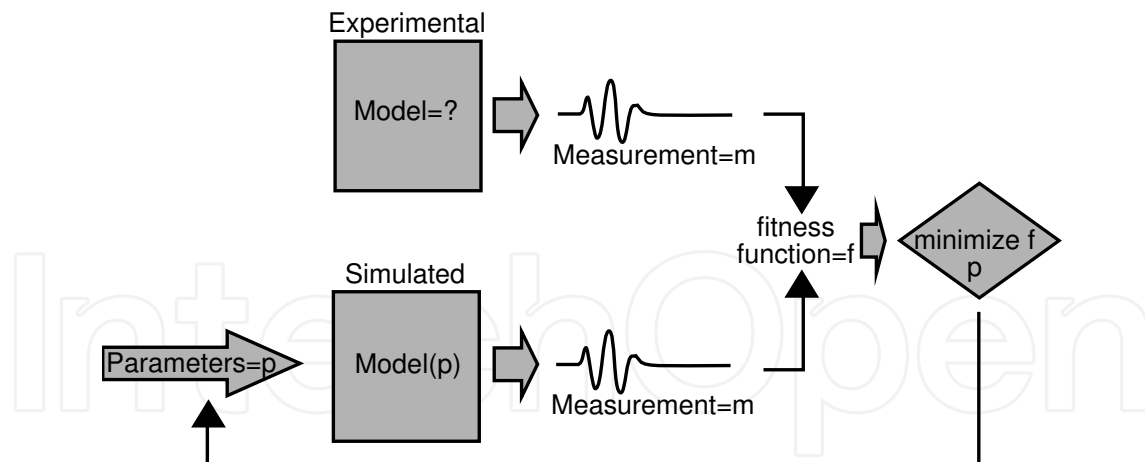 Experimental
Model=?
Measurement=m
fitness
function=f
minimize f
p
Simulated
Parameters=p
Model(p)
Measurement=m
IntechOpen